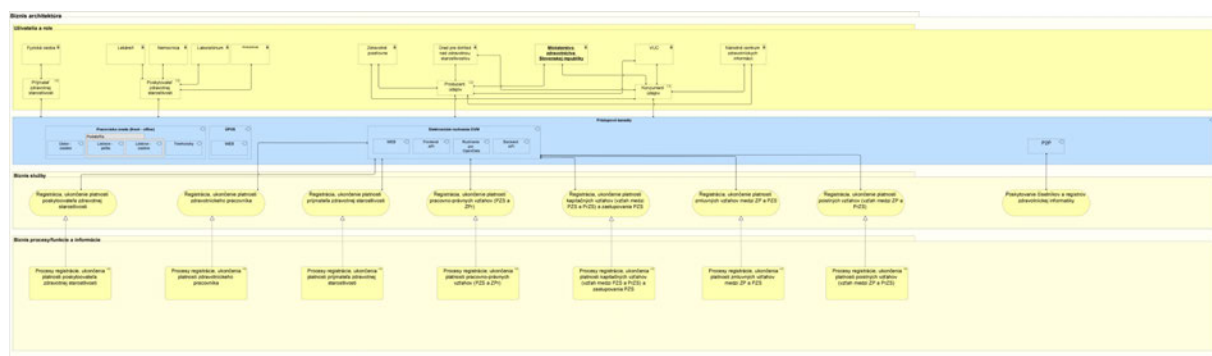 Biznis architektúra
Užívatelia a role
Fyzická osoba
Lekáreň
Nemocnica
Laboratórium
Zdravotné
poisťovne
Úrad pre dohľad
nad zdravotnou
starostlivosťou
Ministerstvo
zdravotníctva
Slovenskej republiky
VÚC
Národné centrum
zdravotníckych
informácií
Prijímateľ
zdravotnej
starostlivosti
Poskytovateľ
zdravotnej
starostlivosti
Producent
údajov
Konzument
údajov
Prístupové kanály
Pracovisko úradu (front - office)
ÚPVS
WEB
WEB
P2P
Biznis služby
Registrácia, ukončenie platnosti
poskytovateľa zdravotnej
starostlivosti
Registrácia, ukončenie platnosti
zdravotníckeho pracovníka
Registrácia, ukončenie platnosti
prijímateľa zdravotnej starostlivosti
Registrácia, ukončenie platnosti
pracovno-právnych vzťahov (PZS a
ZPr)
Registrácia, ukončenie platnosti
kapitačných vzťahov (vzťah medzi
PZS a PrZS) a zastupovania PZS
Registrácia, ukončenie platnosti
zmluvných vzťahov medzi ZP a PZS
Registrácia, ukončenie platnosti
poistných vzťahov (vzťah medzi ZP a
PrZS)
Poskytovanie číselníkov a registrov
zdravotníckej informatiky
Biznis procesy/funkcie a informácie
Procesy registrácie, ukončenia
platnosti poskytovateľa
zdravotnej starostlivosti
Procesy registrácie, ukončenia
platnosti zdravotníckeho
pracovníka
Procesy registrácie, ukončenia
platnosti prijímateľa zdravotnej
starostlivosti
Procesy registrácie, ukončenia
platnosti pracovno-právnych
vzťahov (PZS a ZPr)
Procesy registrácie, ukončenia
platnosti kapitačných vzťahov
(vzťah medzi PZS a PrZS) a
zastupovania PZS
Procesy registrácie, ukončenia
platnosti zmluvných vzťahov
medzi ZP a PZS
Procesy registrácie, ukončenia
platnosti poistných vzťahov
(vzťah medzi ZP a PrZS)